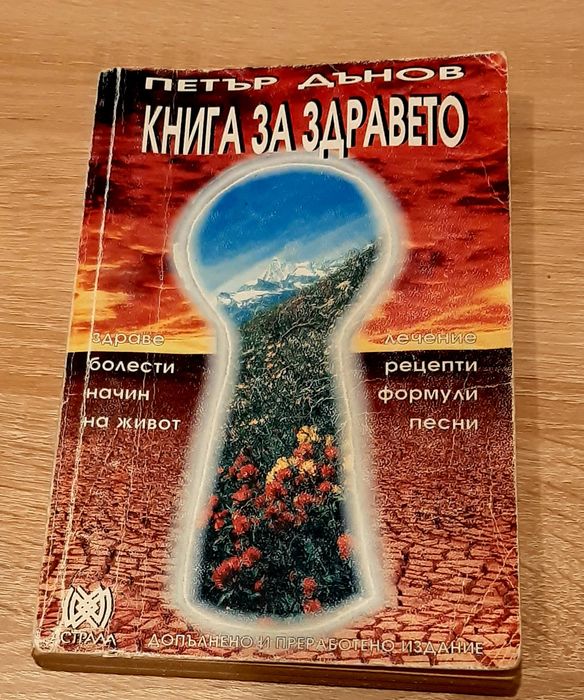 ПЕТЪР ДЪНОВ
КНИГА ЗА ЗДРАВЕТО
здраве
болести
начин
на живот
лечение
рецепти
формули
песни
АСТРАЛА
ДОПЪЛНЕНО И ПРЕРАБОТЕНО ИЗДАНИЕ